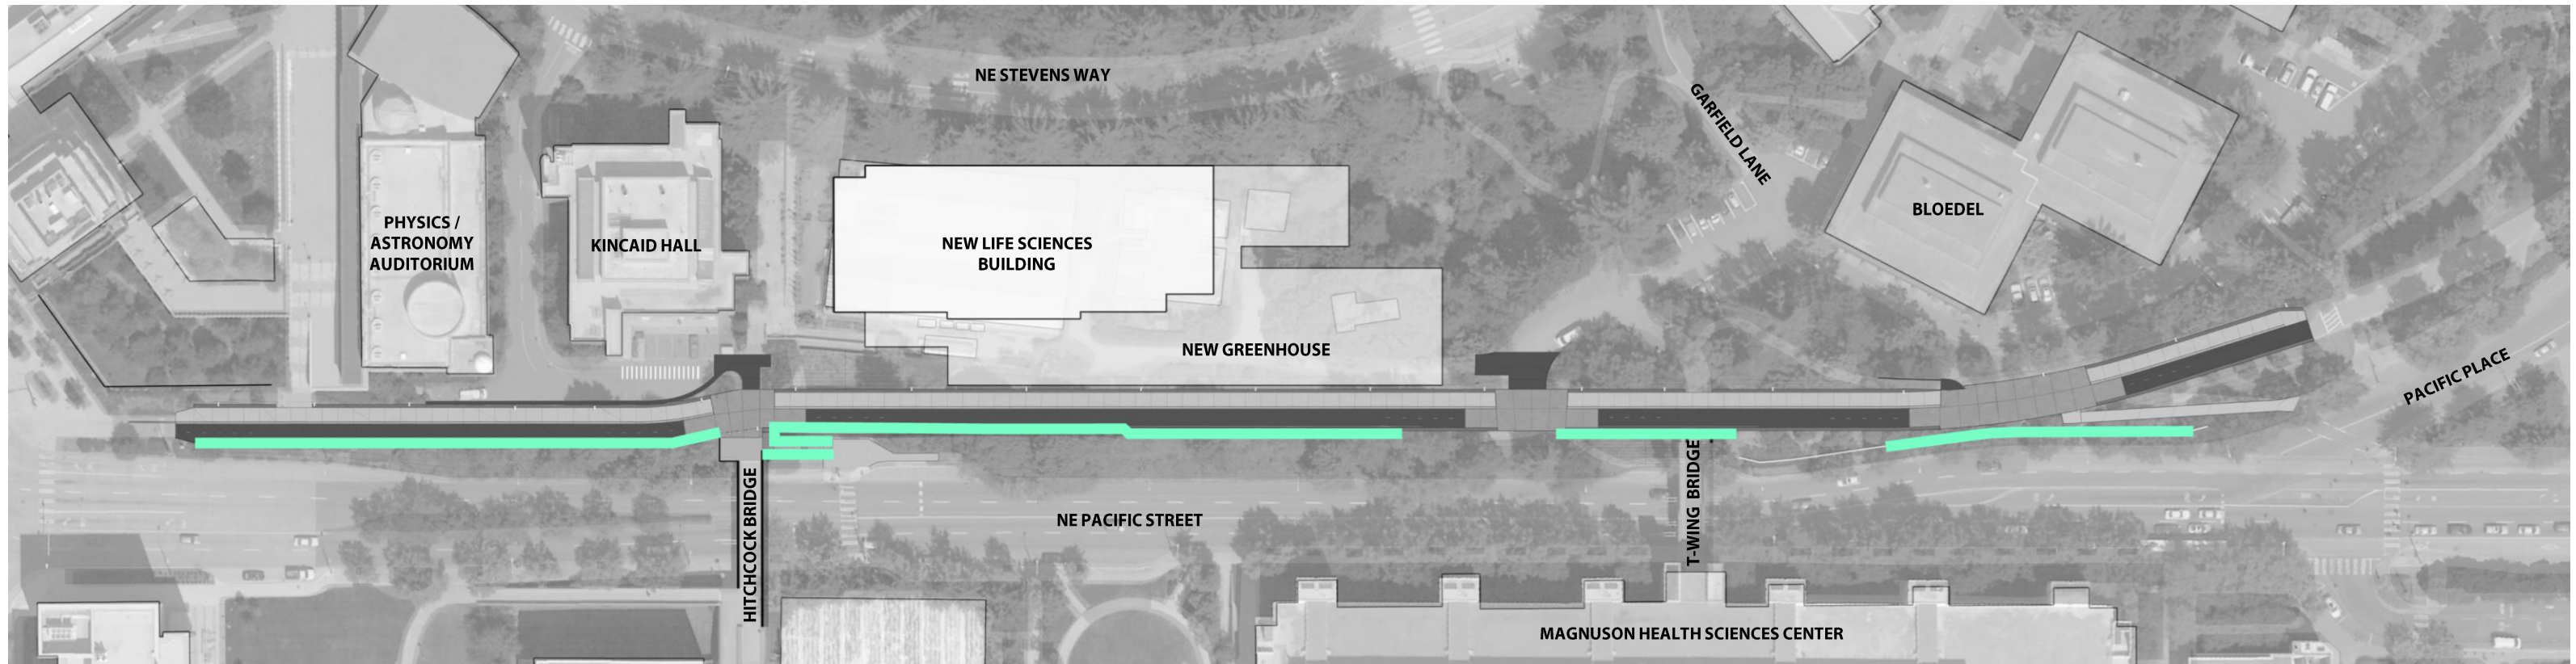 NE STEVENS WAY
GARFIELD LANE
PHYSICS /
ASTRONOMY
AUDITORIUM
KINCAID HALL
NEW LIFE SCIENCES
BUILDING
BLOEDEL
NEW GREENHOUSE
PACIFIC PLACE
HITCHCOCK BRIDGE
NE PACIFIC STREET
T-WING BRIDGE
MAGNUSON HEALTH SCIENCES CENTER